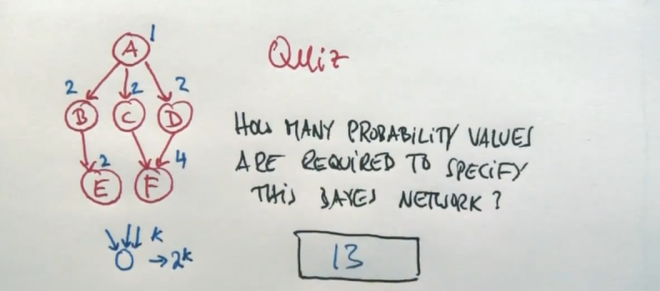 1
A
Quiz
2 2 2
B C D
HOW MANY PROBABILITY VALUES
ARE REQUIRED TO SPECIFY
THIS BAYES NETWORK?
2 4
E F
k
→2ᵏ
13